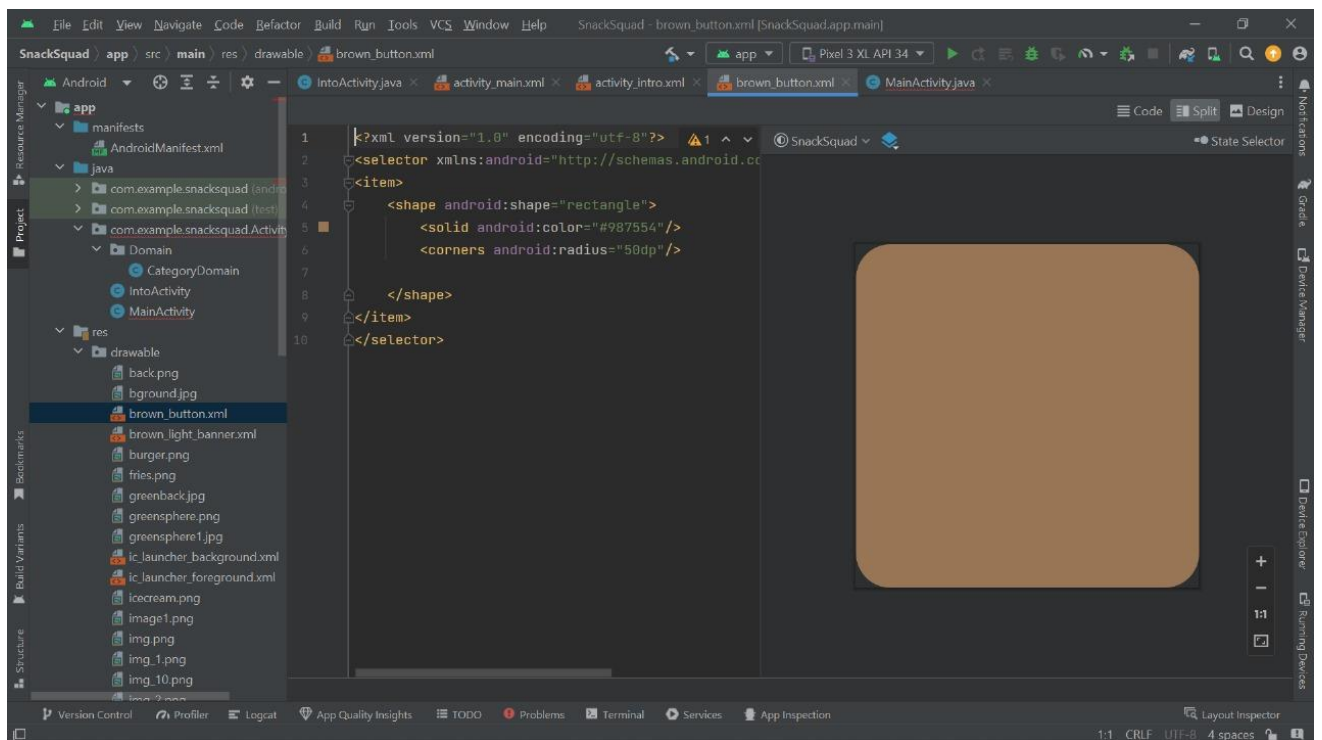 File Edit View Navigate Code Refactor Build Run Tools VCS Window Help SnackSquad - brown_button.xml [SnackSquad.app.main]
SnackSquad app src main res drawable brown_button.xml app Pixel 3 XL API 34
Android IntoActivity.java activity_main.xml activity_intro.xml brown_button.xml MainActivity.java
Code Split Design
SnackSquad State Selector
1 <?xml version="1.0" encoding="utf-8"?> 1
2 <selector xmlns:android="http://schemas.android.co
3 <item>
4 <shape android:shape="rectangle">
5 <solid android:color="#987554"/>
6 <corners android:radius="50dp"/>
7
8 </shape>
9 </item>
10 </selector>
app
manifests
AndroidManifest.xml
java
com.example.snacksquad (andro
com.example.snacksquad (test)
com.example.snacksquad.Activity
Domain
CategoryDomain
IntoActivity
MainActivity
res
drawable
back.png
bground.jpg
brown_button.xml
brown_light_banner.xml
burger.png
fries.png
greenback.jpg
greensphere.png
greensphere1.jpg
ic_launcher_background.xml
ic_launcher_foreground.xml
icecream.png
image1.png
img.png
img_1.png
img_10.png
Resource Manager
Project
Bookmarks
Build Variants
Structure
Notifications
Gradle
Device Manager
Device Explorer
Running Devices
1:1
Version Control Profiler Logcat App Quality Insights TODO Problems Terminal Services App Inspection Layout Inspector
1:1 CRLF UTF-8 4 spaces